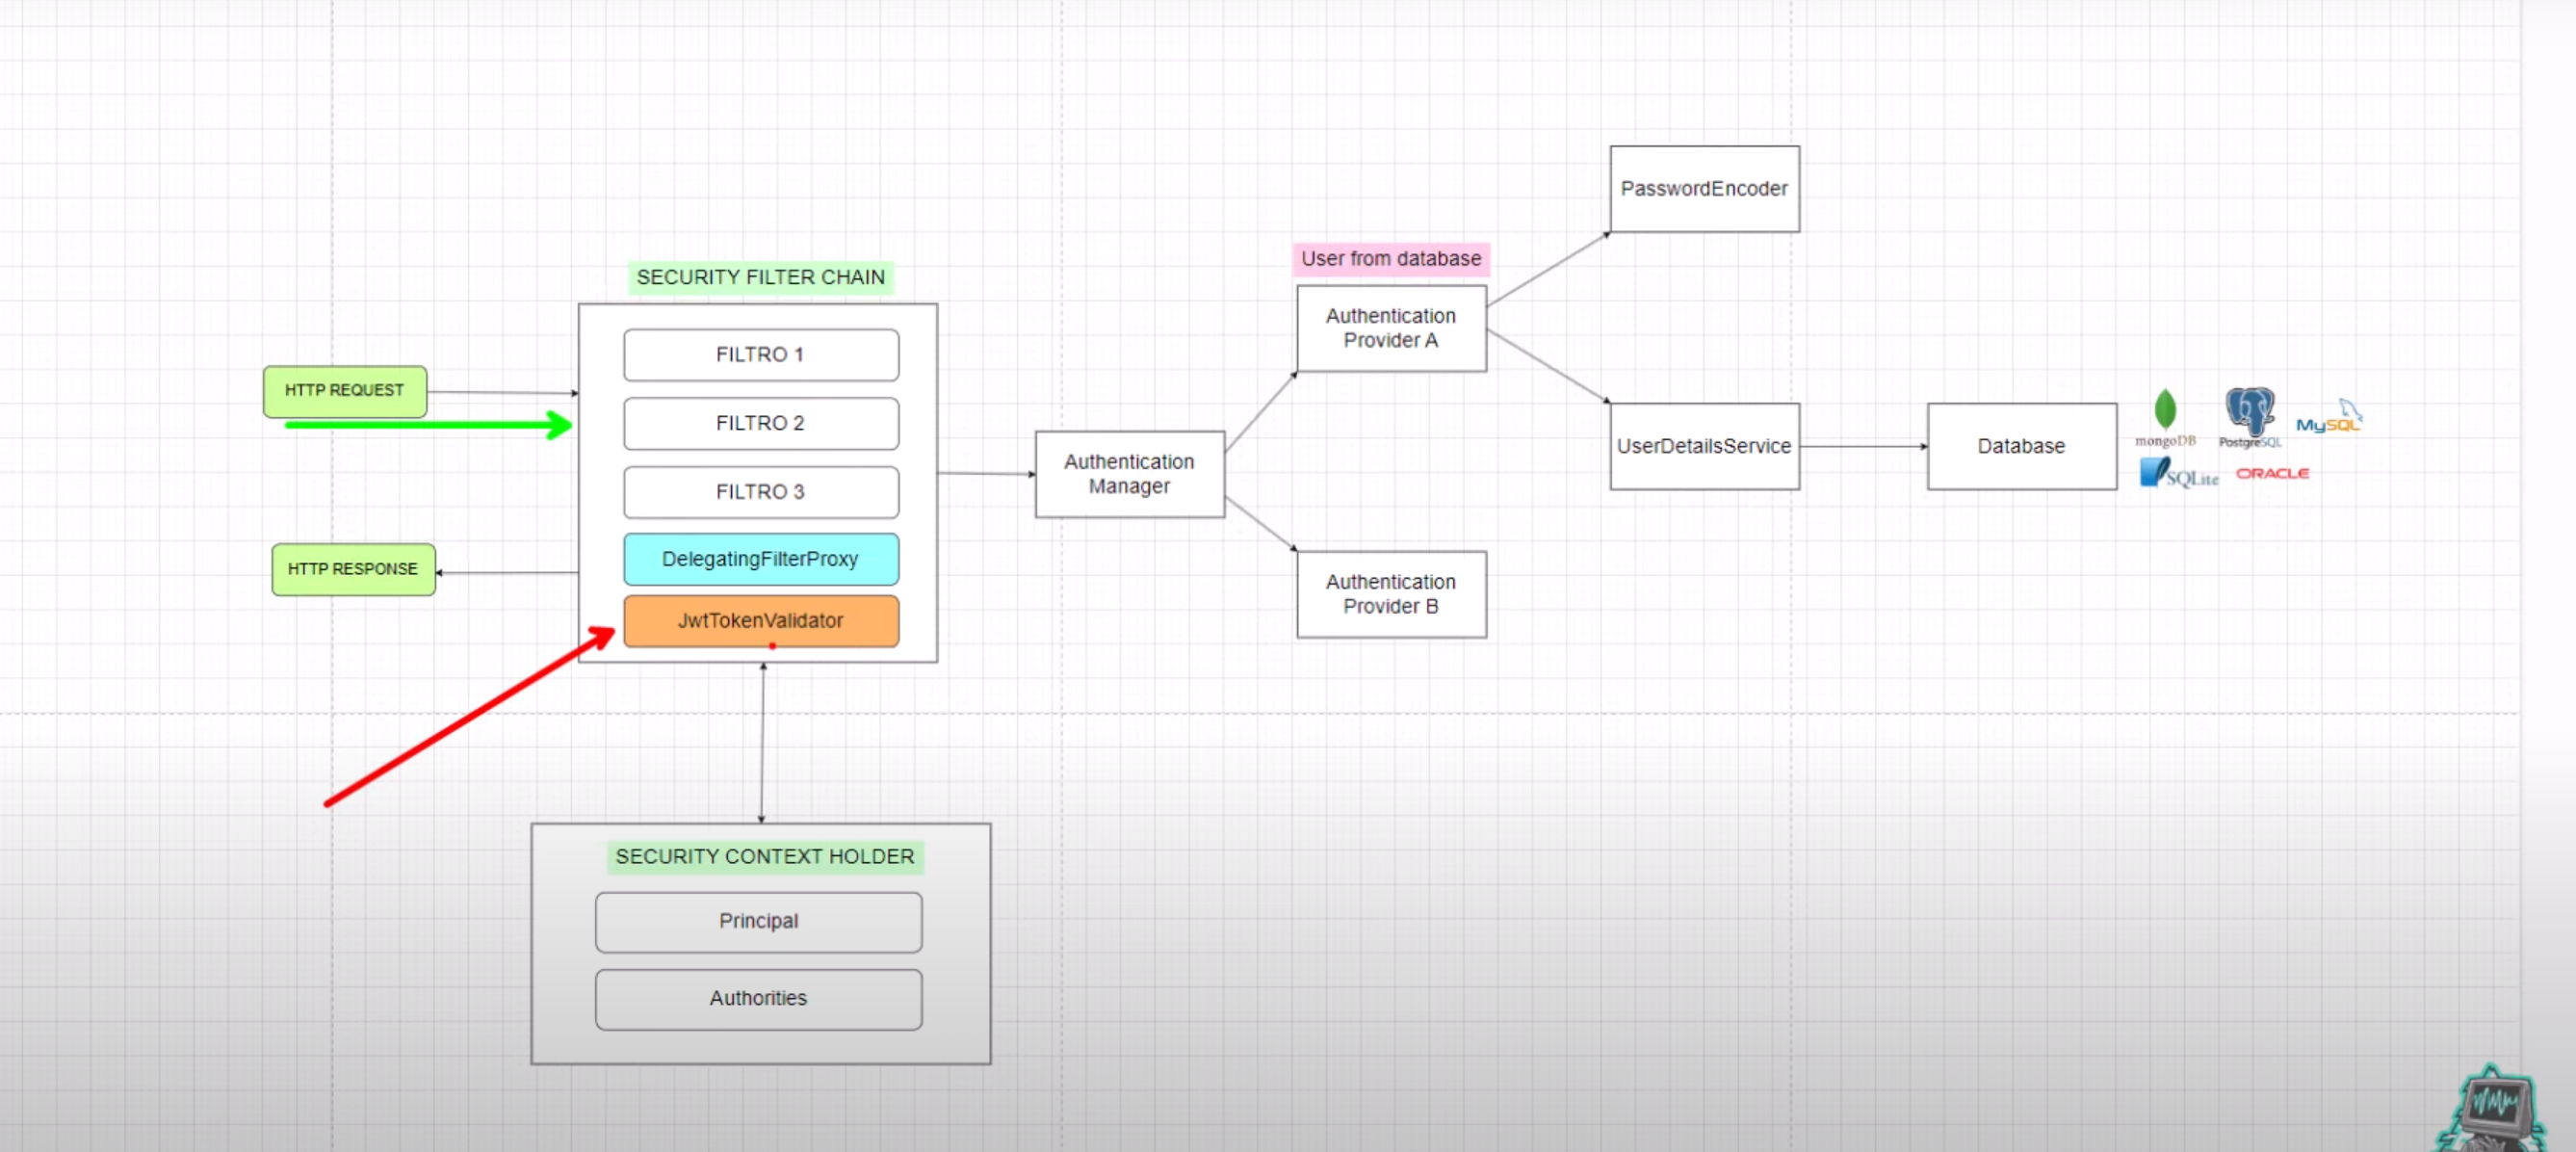 PasswordEncoder
User from database
SECURITY FILTER CHAIN
Authentication
Provider A
FILTRO 1
HTTP REQUEST
FILTRO 2
mongoDB
PostgreSQL
MySQL
UserDetailsService
Database
Authentication
Manager
SQLite
ORACLE
FILTRO 3
DelegatingFilterProxy
HTTP RESPONSE
Authentication
Provider B
JwtTokenValidator
SECURITY CONTEXT HOLDER
Principal
Authorities